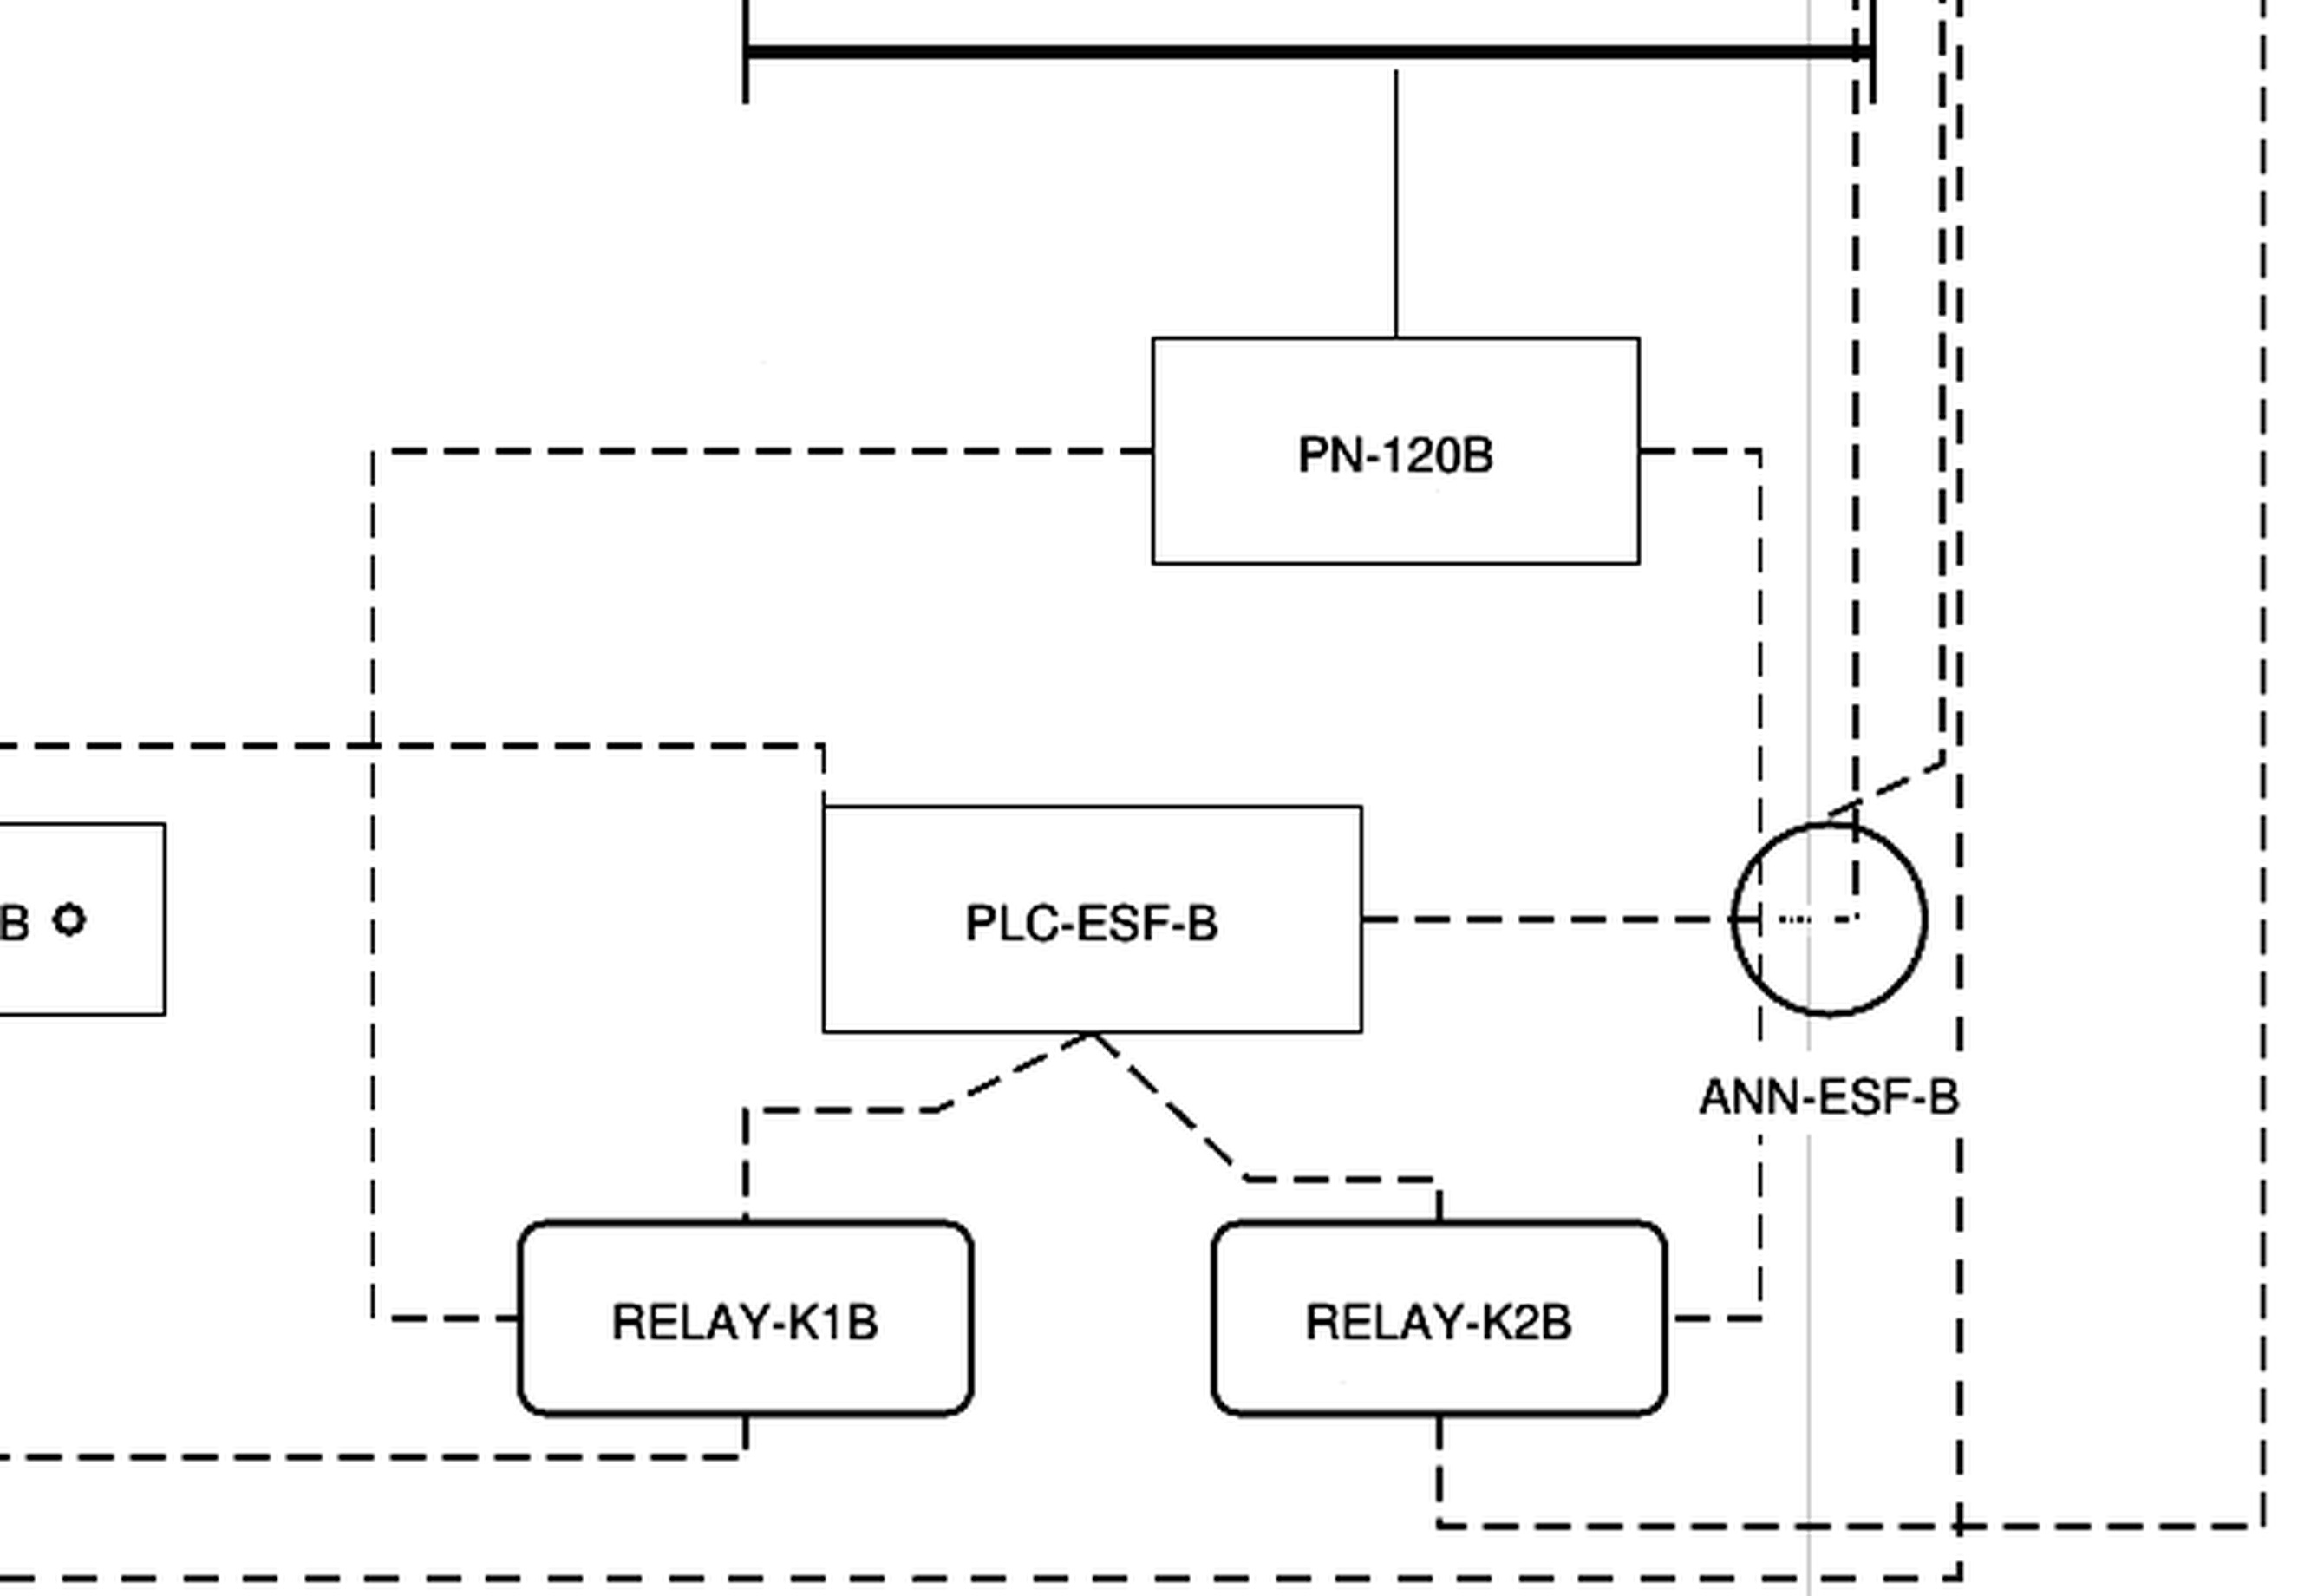 PN-120B
B
PLC-ESF-B
ANN-ESF-B
RELAY-K1B
RELAY-K2B